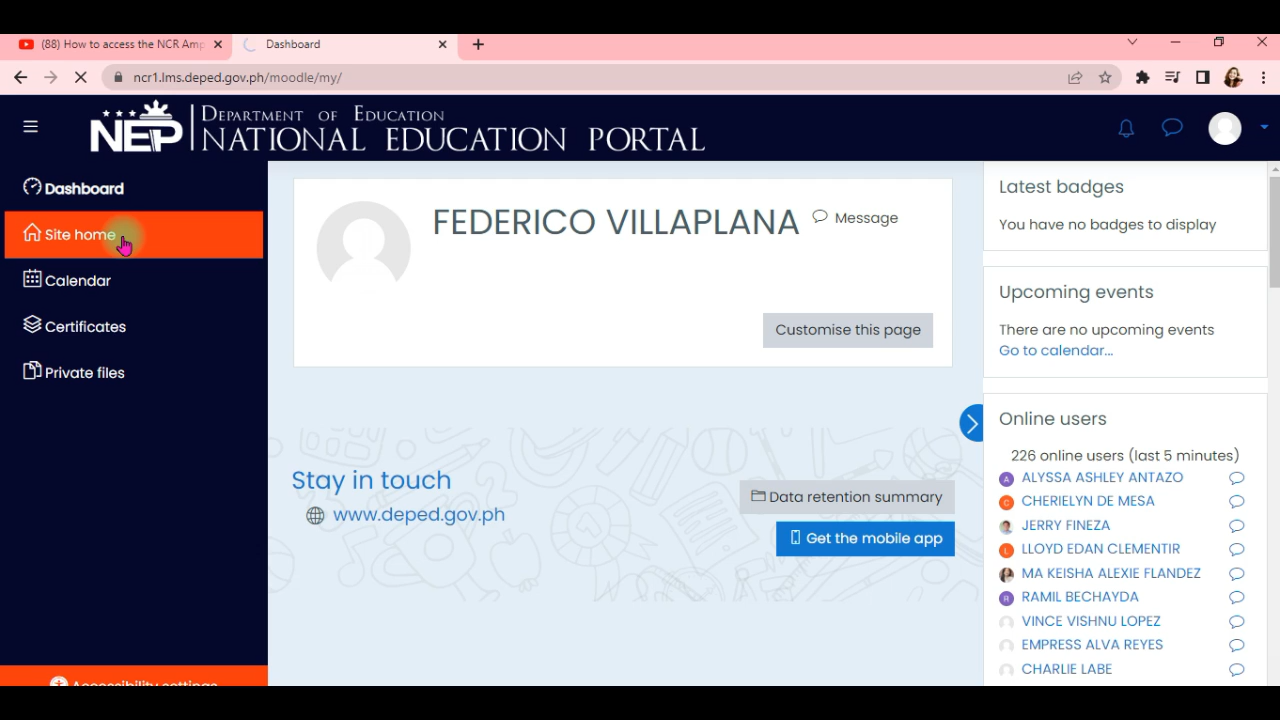 (88) How to access the NCR Amp
Dashboard
ncr1.lms.deped.gov.ph/moodle/my/
NEP
DEPARTMENT OF EDUCATION
NATIONAL EDUCATION PORTAL
Dashboard
Site home
Calendar
Certificates
Private files
Accessibility settings
FEDERICO VILLAPLANA
Message
Customise this page
Stay in touch
www.deped.gov.ph
Data retention summary
Get the mobile app
Latest badges
You have no badges to display
Upcoming events
There are no upcoming events
Go to calendar...
Online users
226 online users (last 5 minutes)
A ALYSSA ASHLEY ANTAZO
C CHERIELYN DE MESA
JERRY FINEZA
L LLOYD EDAN CLEMENTIR
MA KEISHA ALEXIE FLANDEZ
R RAMIL BECHAYDA
VINCE VISHNU LOPEZ
EMPRESS ALVA REYES
CHARLIE LABE